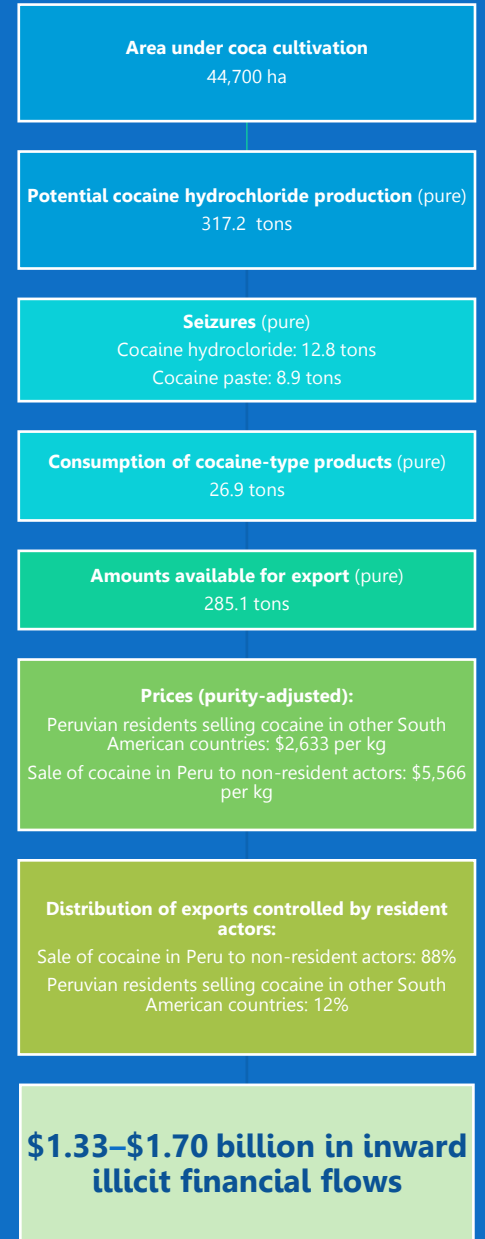 Area under coca cultivation
44,700 ha
Potential cocaine hydrochloride production (pure)
317.2 tons
Seizures (pure)
Cocaine hydrocloride: 12.8 tons
Cocaine paste: 8.9 tons
Consumption of cocaine-type products (pure)
26.9 tons
Amounts available for export (pure)
285.1 tons
Prices (purity-adjusted):
Peruvian residents selling cocaine in other South
American countries: $2,633 per kg
Sale of cocaine in Peru to non-resident actors: $5,566
per kg
Distribution of exports controlled by resident
actors:
Sale of cocaine in Peru to non-resident actors: 88%
Peruvian residents selling cocaine in other South
American countries: 12%
$1.33–$1.70 billion in inward
illicit financial flows